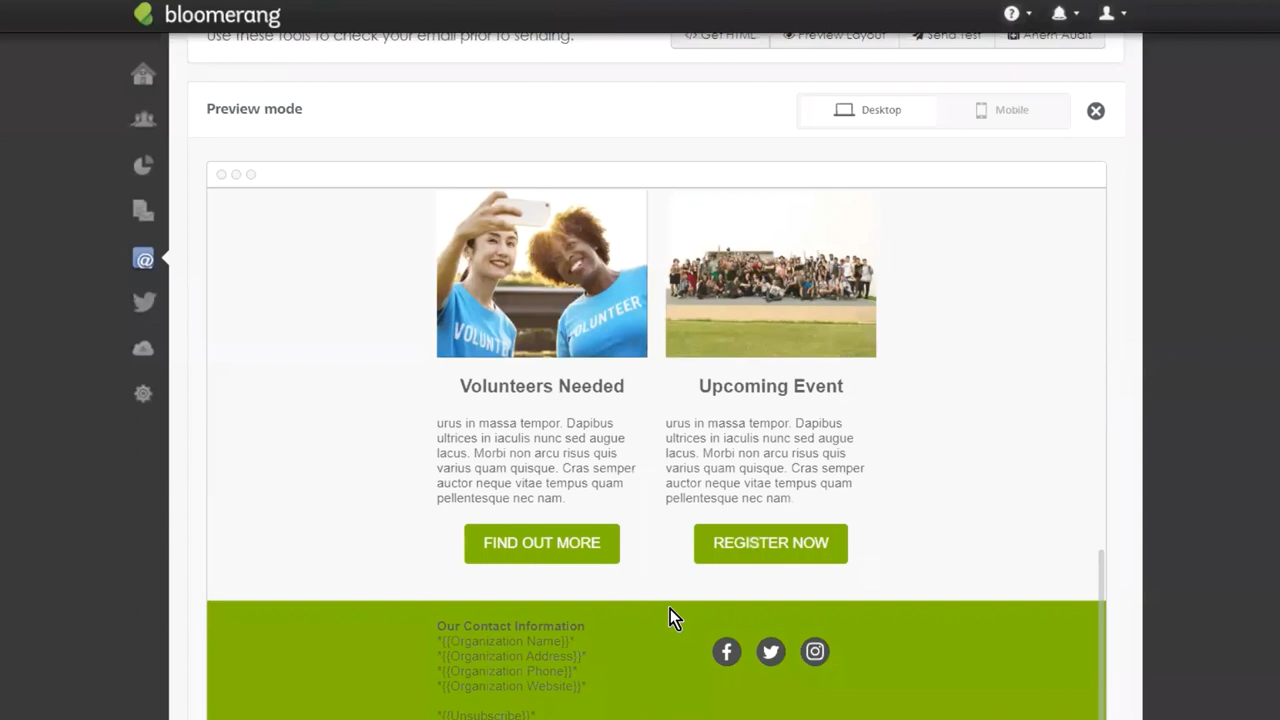 bloomerang
Use these tools to check your email prior to sending.
</> Get HTML
Preview Layout
Send Test
Ahern Audit
Preview mode
Desktop
Mobile
VOLUNTE
VOLUNTEER
Volunteers Needed
Upcoming Event
urus in massa tempor. Dapibus
ultrices in iaculis nunc sed augue
lacus. Morbi non arcu risus quis
varius quam quisque. Cras semper
auctor neque vitae tempus quam
pellentesque nec nam.
urus in massa tempor. Dapibus
ultrices in iaculis nunc sed augue
lacus. Morbi non arcu risus quis
varius quam quisque. Cras semper
auctor neque vitae tempus quam
pellentesque nec nam.
FIND OUT MORE
REGISTER NOW
Our Contact Information
*{{Organization Name}}*
*{{Organization Address}}*
*{{Organization Phone}}*
*{{Organization Website}}*
*{{Unsubscribe}}*